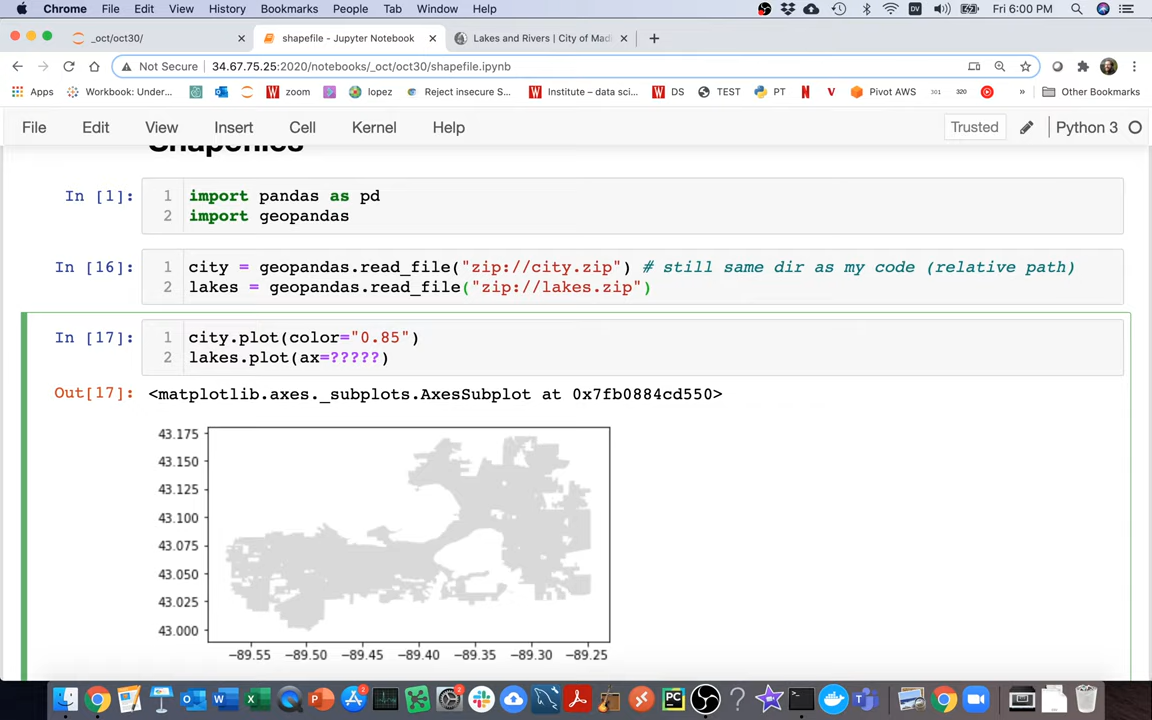 Chrome File Edit View History Bookmarks People Tab Window Help DV Fri 6:00 PM
_oct/oct30/ shapefile - Jupyter Notebook Lakes and Rivers | City of Mad
Not Secure 34.67.75.25:2020/notebooks/_oct/oct30/shapefile.ipynb
Apps Workbook: Under... zoom lopez Reject insecure S... Institute – data sci... DS TEST PT Pivot AWS 301 320 » Other Bookmarks
File Edit View Insert Cell Kernel Help Trusted Python 3
Shapefiles
In [1]: 1 import pandas as pd
2 import geopandas
In [16]: 1 city = geopandas.read_file("zip://city.zip") # still same dir as my code (relative path)
2 lakes = geopandas.read_file("zip://lakes.zip")
In [17]: 1 city.plot(color="0.85")
2 lakes.plot(ax=?????)
Out[17]: <matplotlib.axes._subplots.AxesSubplot at 0x7fb0884cd550>
43.175
43.150
43.125
43.100
43.075
43.050
43.025
43.000
−89.55 −89.50 −89.45 −89.40 −89.35 −89.30 −89.25